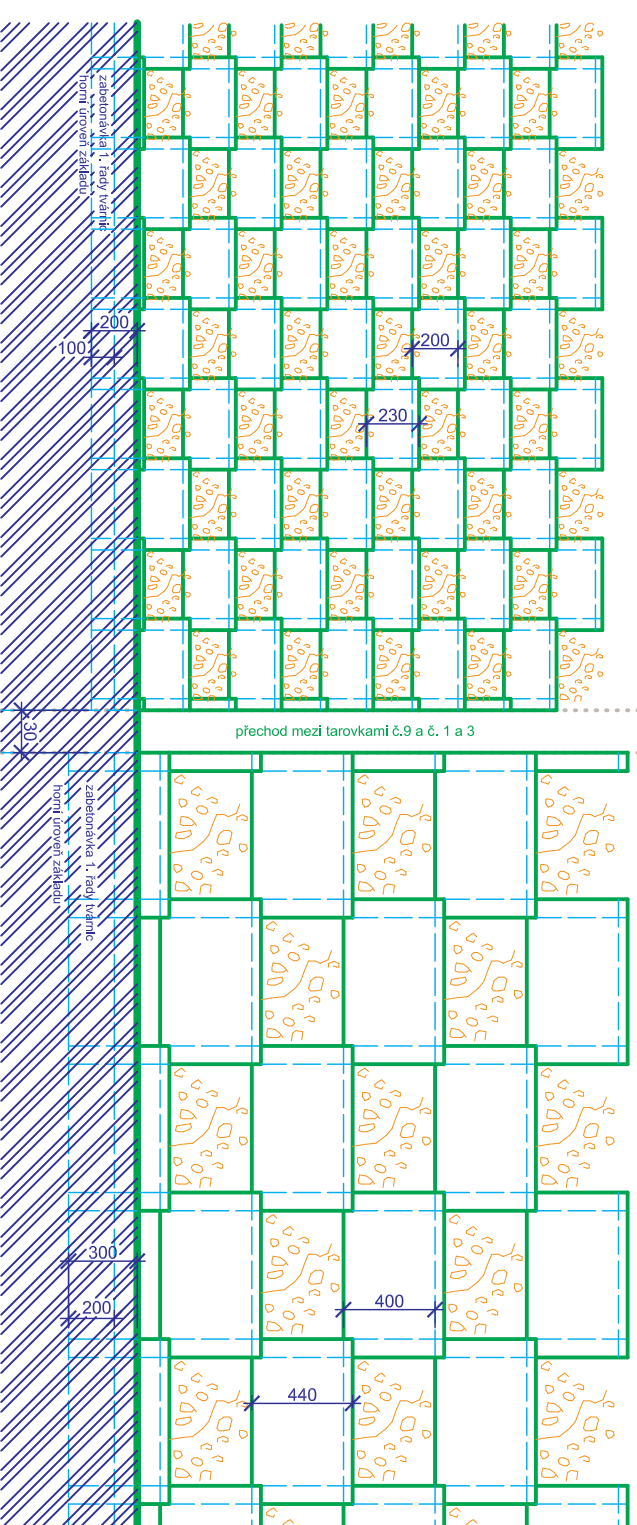 zabetonávka 1. řady tvárnic
horní úroveň základu
200
100
200
230
30
přechod mezi tarovkami č.9 a č. 1 a 3
zabetonávka 1. řady tvárnic
horní úroveň základu
300
200
400
440